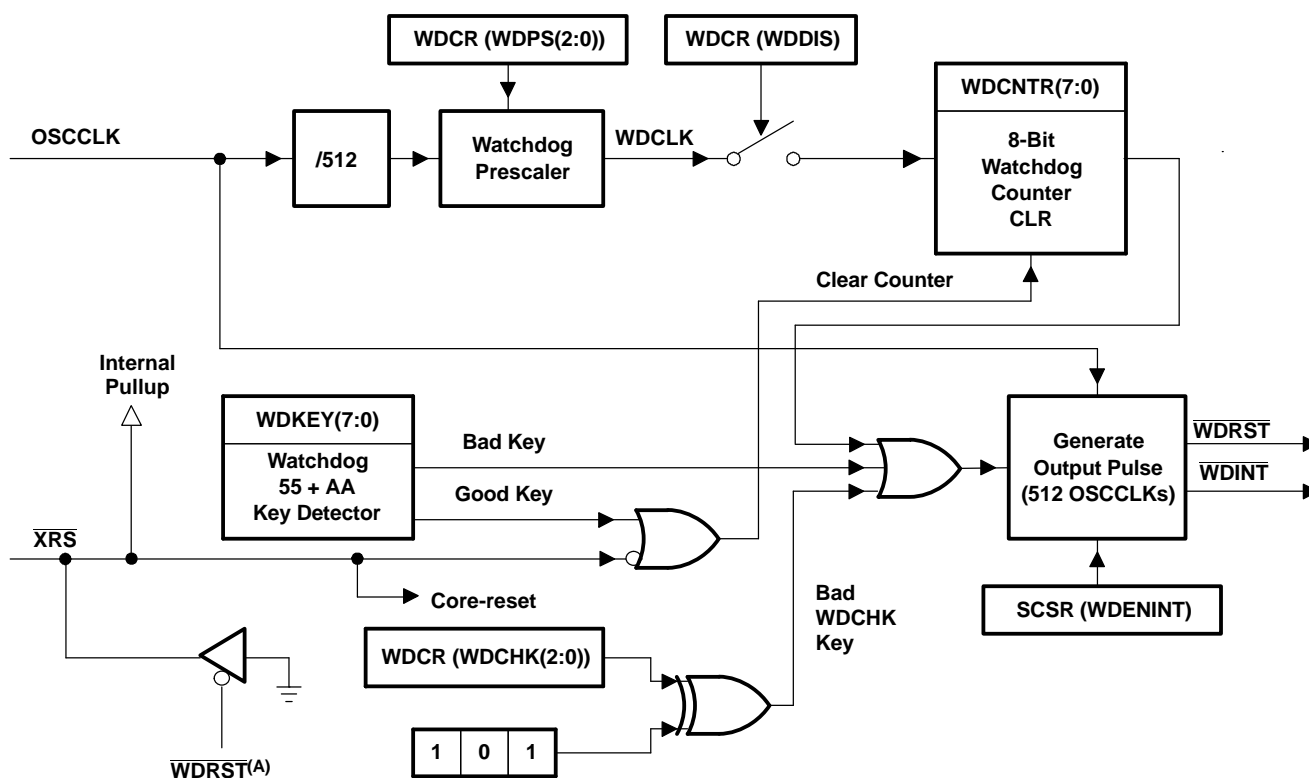 WDCR (WDPS(2:0))
WDCR (WDDIS)
WDCNTR(7:0)
8-Bit
Watchdog
Counter
CLR
OSCCLK
/512
Watchdog
Prescaler
WDCLK
Clear Counter
Internal
Pullup
WDKEY(7:0)
Watchdog
55 + AA
Key Detector
Bad Key
Good Key
Generate
Output Pulse
(512 OSCCLKs)
WDRST
WDINT
XRS
Core-reset
SCSR (WDENINT)
Bad
WDCHK
Key
WDCR (WDCHK(2:0))
1 0 1
WDRST(A)